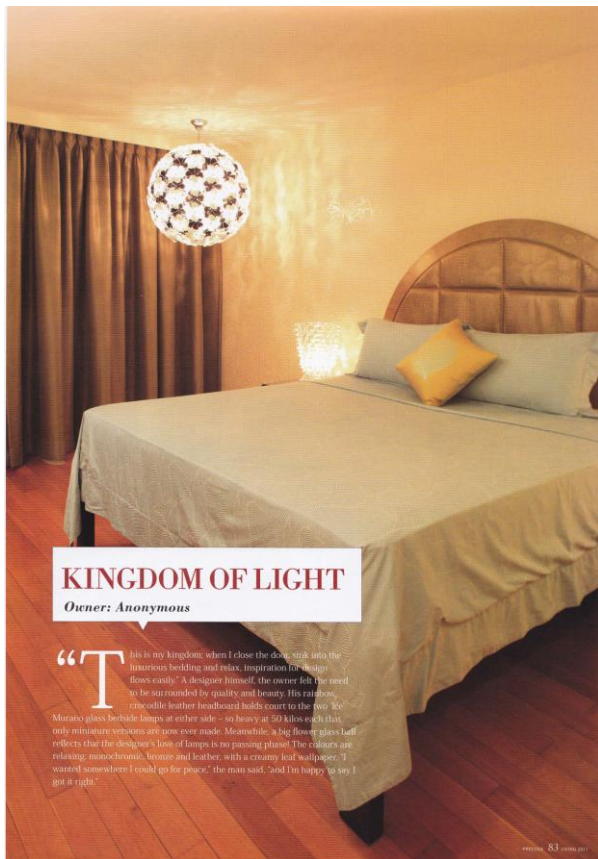 KINGDOM OF LIGHT
Owner: Anonymous
“This is my kingdom; when I close the door, sink into the
luxurious bedding and relax, inspiration for design
flows easily.” A designer himself, the owner felt the need
to be surrounded by quality and beauty. His rainbow,
crocodile leather headboard holds court to the two ‘Ice’
Murano glass bedside lamps at either side – so heavy at 50 kilos each that
only miniature versions are now ever made. Meanwhile, a big flower glass ball
reflects that the designer’s love of lamps is no passing phase! The colours are
relaxing; monochromic, bronze and leather, with a creamy leaf wallpaper. “I
wanted somewhere I could go for peace,” the man said, “and I’m happy to say I
got it right.”
83